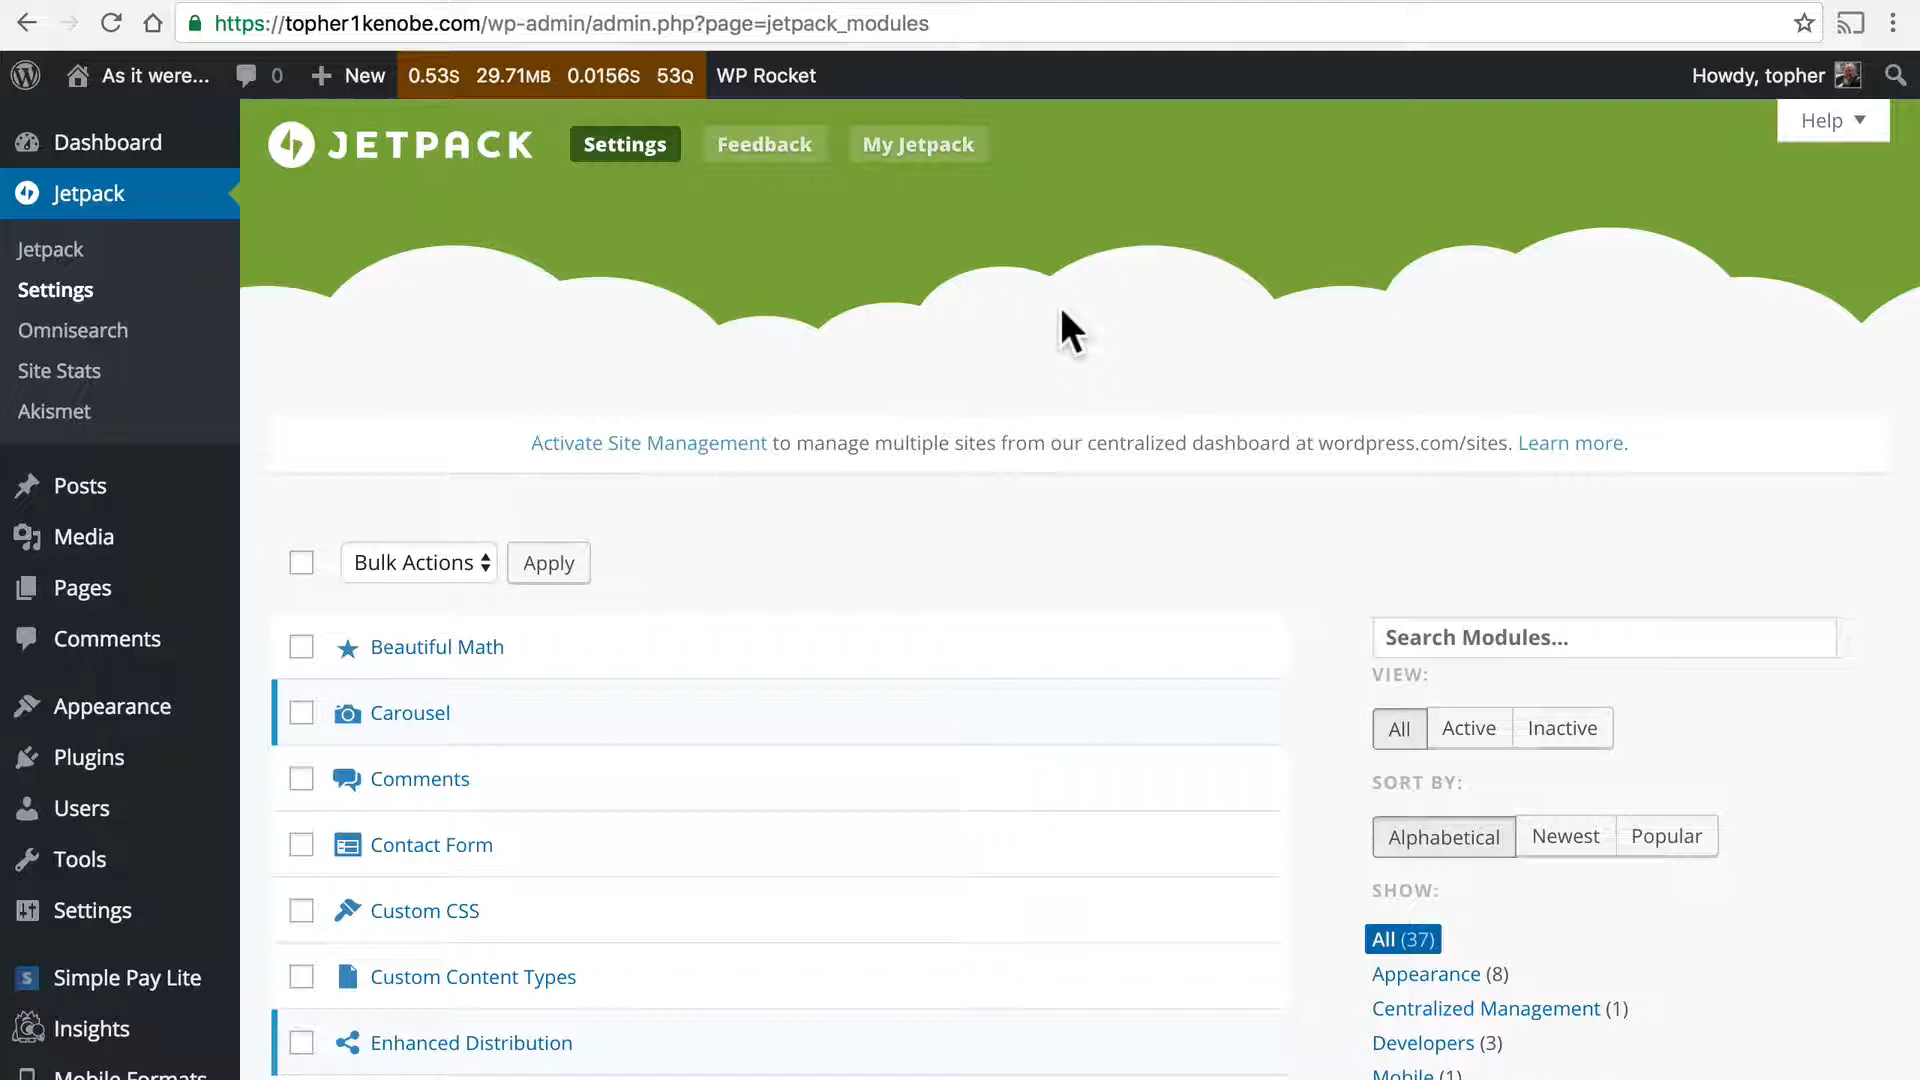 https://topher1kenobe.com/wp-admin/admin.php?page=jetpack_modules
As it were... 0 New 0.53S 29.71MB 0.0156S 53Q WP Rocket Howdy, topher
Dashboard
Jetpack
Jetpack
Settings
Omnisearch
Site Stats
Akismet
Posts
Media
Pages
Comments
Appearance
Plugins
Users
Tools
Settings
Simple Pay Lite
Insights
Mobile Formats
JETPACK Settings Feedback My Jetpack Help
Activate Site Management to manage multiple sites from our centralized dashboard at wordpress.com/sites. Learn more.
Bulk Actions Apply
Beautiful Math
Carousel
Comments
Contact Form
Custom CSS
Custom Content Types
Enhanced Distribution
Search Modules...
VIEW:
All Active Inactive
SORT BY:
Alphabetical Newest Popular
SHOW:
All (37)
Appearance (8)
Centralized Management (1)
Developers (3)
Mobile (1)